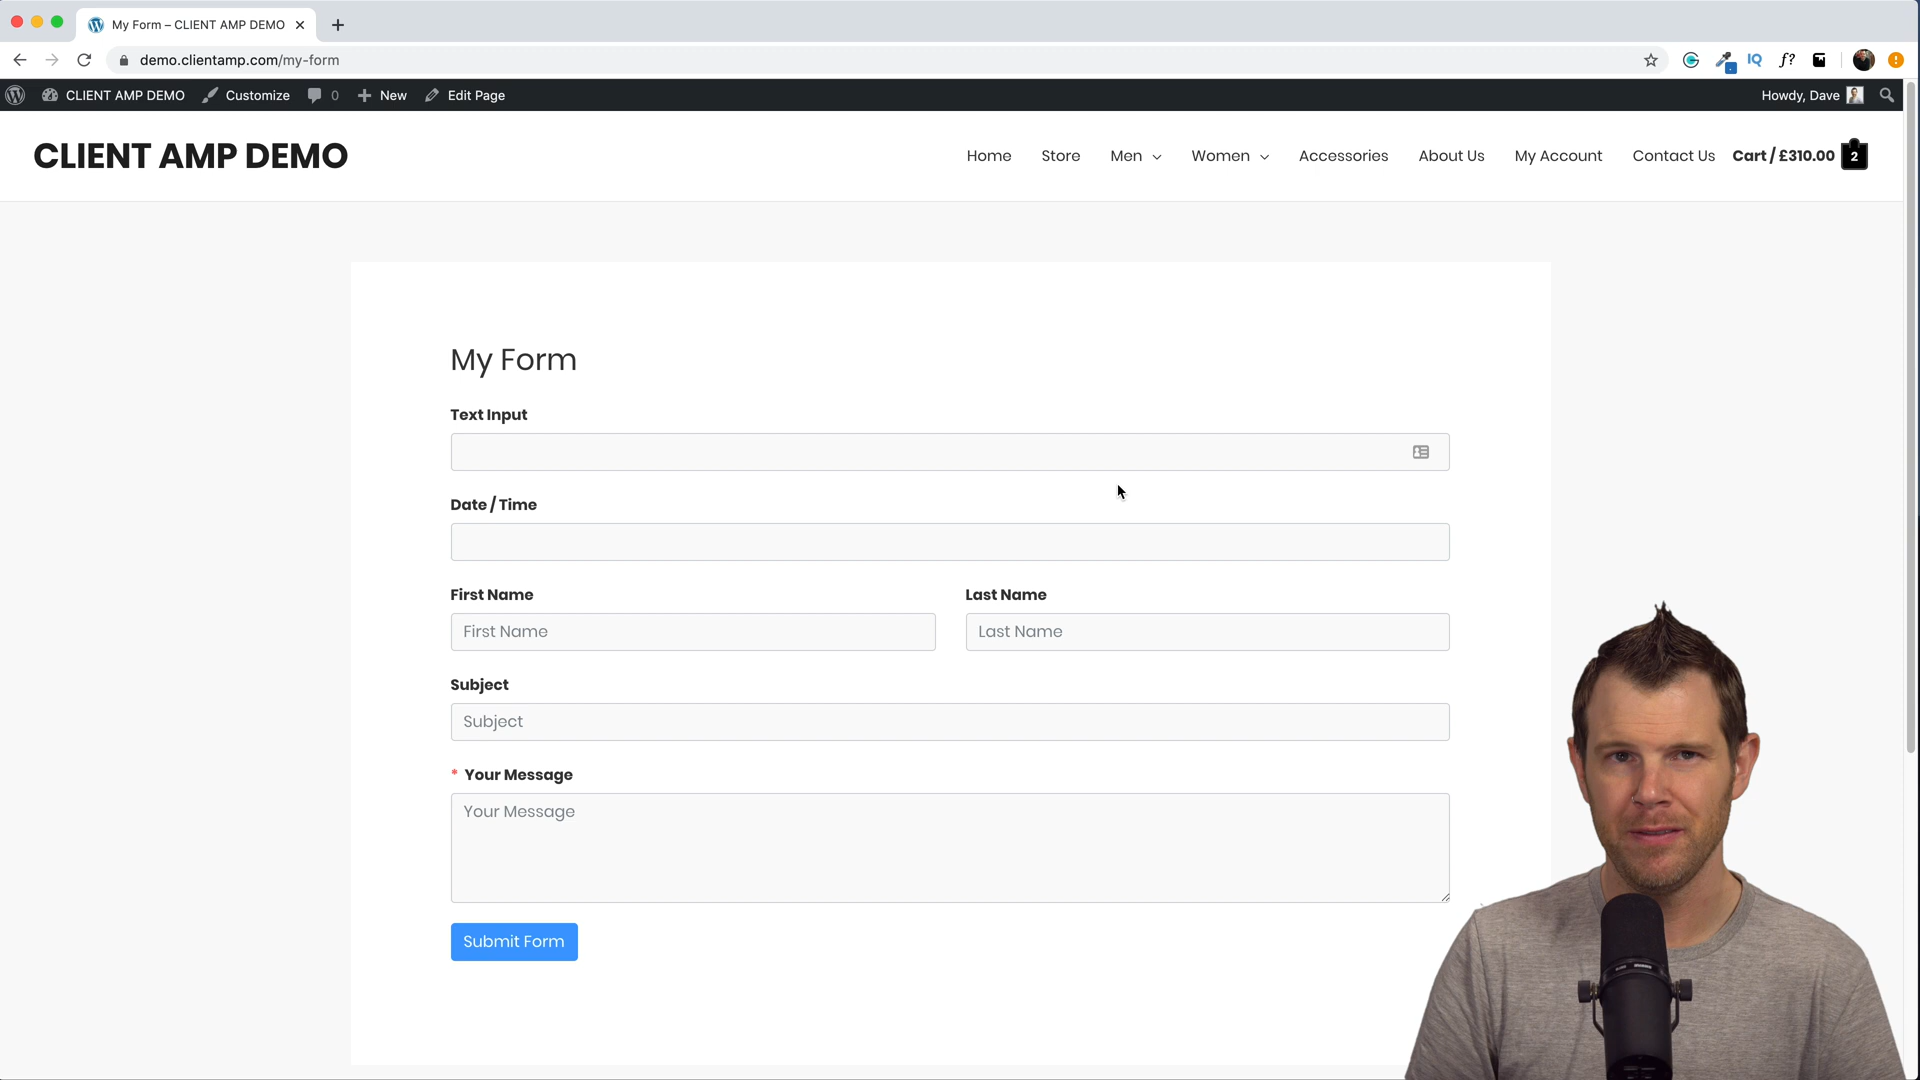 My Form – CLIENT AMP DEMO
demo.clientamp.com/my-form
IQ
f?
CLIENT AMP DEMO Customize 0 New Edit Page
Howdy, Dave
CLIENT AMP DEMO
Home Store Men Women Accessories About Us My Account Contact Us Cart / £310.00 2
My Form
Text Input
Date / Time
First Name Last Name
First Name Last Name
Subject
Subject
* Your Message
Your Message
Submit Form